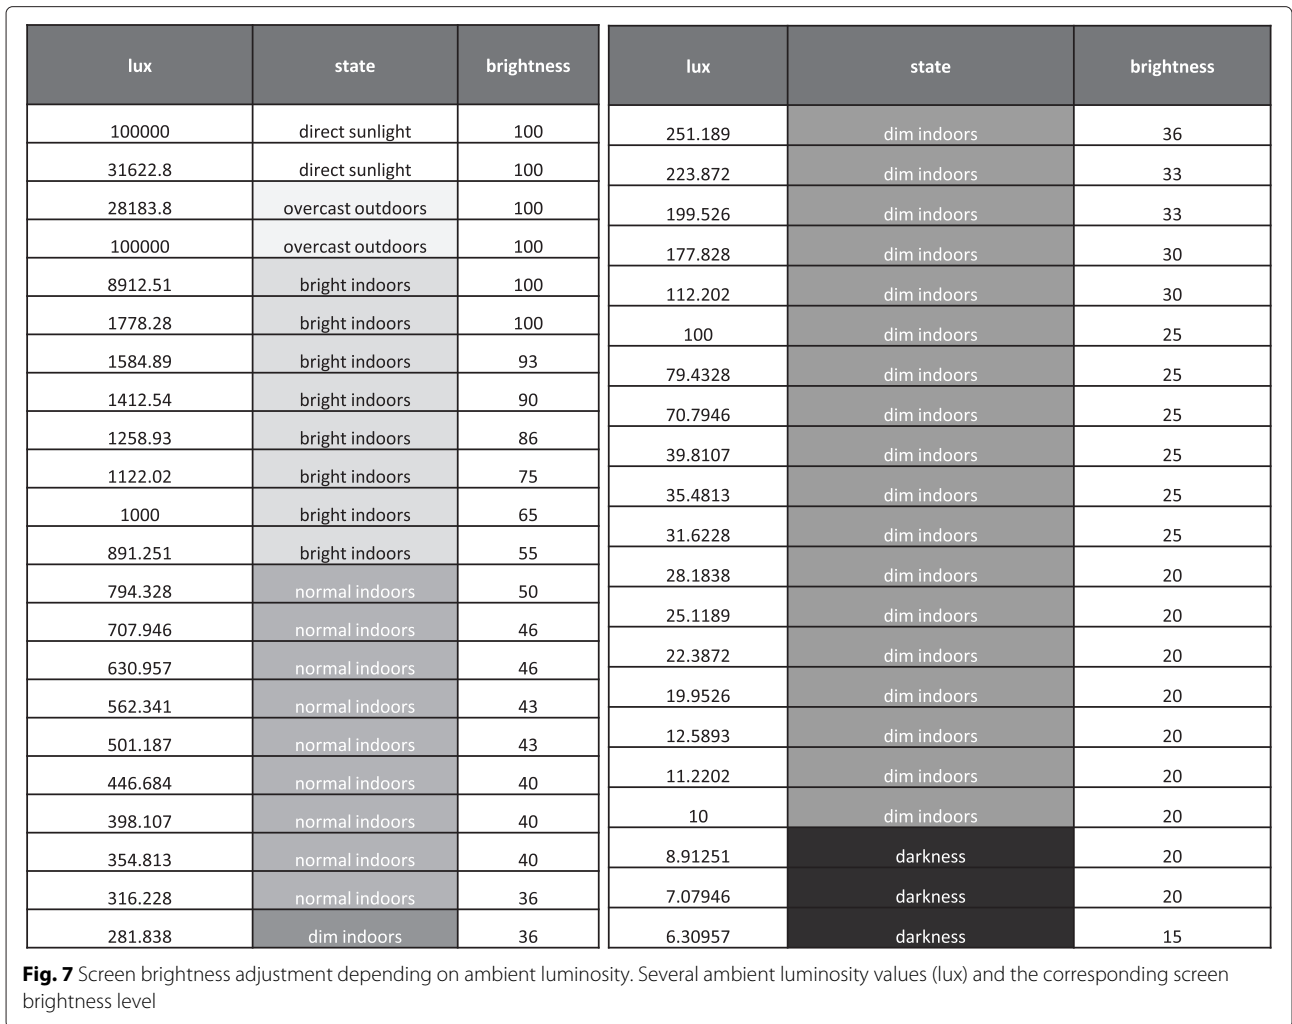 lux state brightness
100000 direct sunlight 100
31622.8 direct sunlight 100
28183.8 overcast outdoors 100
100000 overcast outdoors 100
8912.51 bright indoors 100
1778.28 bright indoors 100
1584.89 bright indoors 93
1412.54 bright indoors 90
1258.93 bright indoors 86
1122.02 bright indoors 75
1000 bright indoors 65
891.251 bright indoors 55
794.328 normal indoors 50
707.946 normal indoors 46
630.957 normal indoors 46
562.341 normal indoors 43
501.187 normal indoors 43
446.684 normal indoors 40
398.107 normal indoors 40
354.813 normal indoors 40
316.228 normal indoors 36
281.838 dim indoors 36
lux state brightness
251.189 dim indoors 36
223.872 dim indoors 33
199.526 dim indoors 33
177.828 dim indoors 30
112.202 dim indoors 30
100 dim indoors 25
79.4328 dim indoors 25
70.7946 dim indoors 25
39.8107 dim indoors 25
35.4813 dim indoors 25
31.6228 dim indoors 25
28.1838 dim indoors 20
25.1189 dim indoors 20
22.3872 dim indoors 20
19.9526 dim indoors 20
12.5893 dim indoors 20
11.2202 dim indoors 20
10 dim indoors 20
8.91251 darkness 20
7.07946 darkness 20
6.30957 darkness 15
Fig. 7 Screen brightness adjustment depending on ambient luminosity. Several ambient luminosity values (lux) and the corresponding screen
brightness level